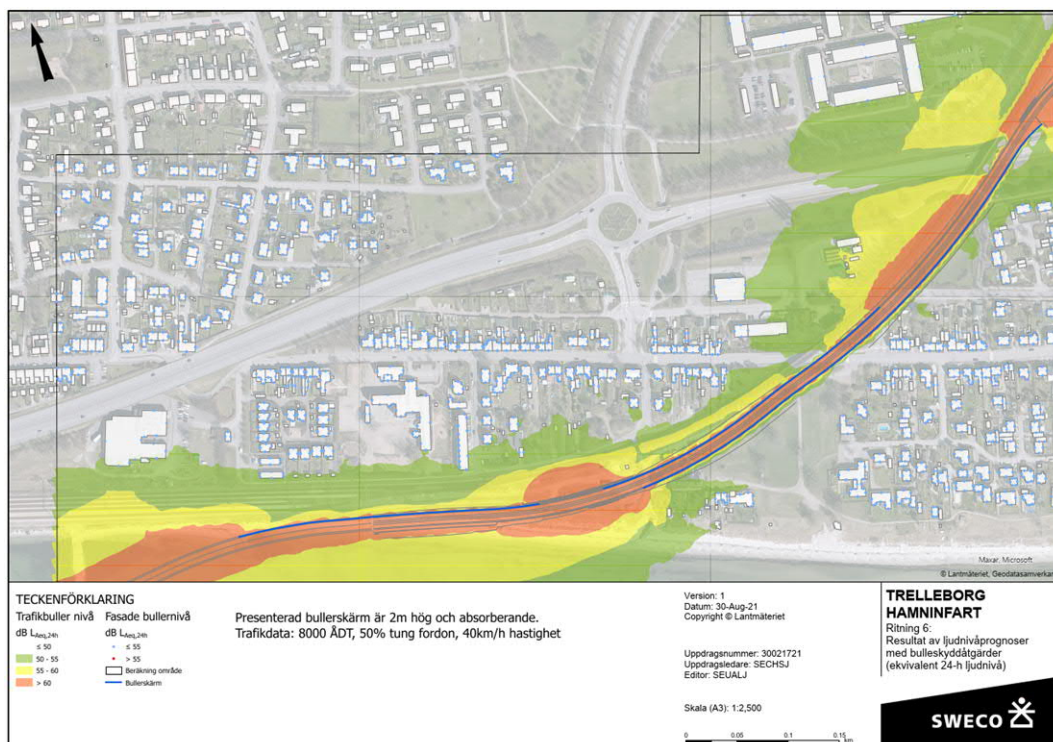 Maxar, Microsoft
© Lantmäteriet, Geodatasamverkan
TECKENFÖRKLARING
Trafikbuller nivå
dB LAeq,24h
≤ 50
50 - 55
55 - 60
> 60
Fasade bullernivå
dB LAeq,24h
≤ 55
> 55
Beräkning område
Bullerskärm
Presenterad bullerskärm är 2m hög och absorberande.
Trafikdata: 8000 ÅDT, 50% tung fordon, 40km/h hastighet
Version: 1
Datum: 30-Aug-21
Copyright © Lantmäteriet
Uppdragsnummer: 30021721
Uppdragsledare: SECHSJ
Editor: SEUALJ
Skala (A3): 1:2,500
0 0.05 0.1 0.15
km
TRELLEBORG
HAMNINFART
Ritning 6:
Resultat av ljudnivåprognoser
med bulleskyddåtgärder
(ekvivalent 24-h ljudnivå)
SWECO